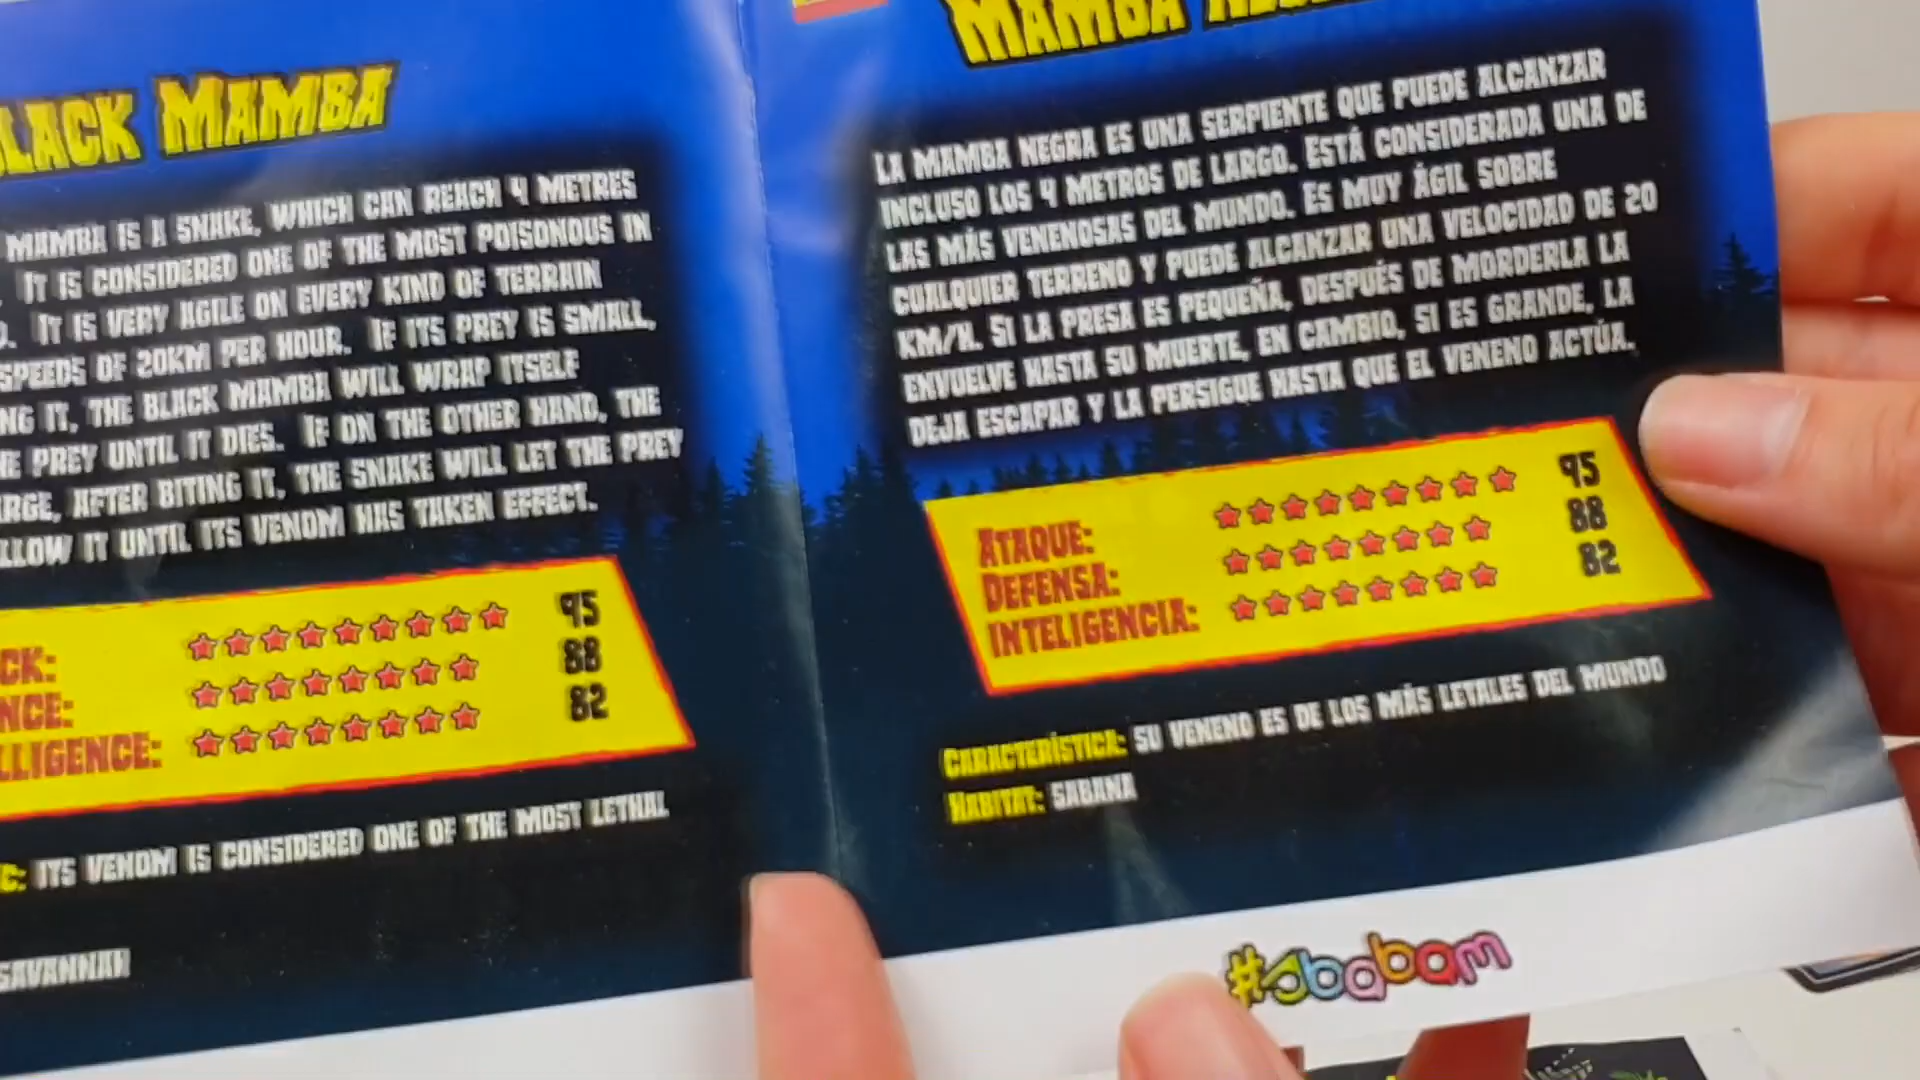 BLACK MAMBA
MAMBA IS A SNAKE, WHICH CAN REACH 4 METRES
IT IS CONSIDERED ONE OF THE MOST POISONOUS IN
IT IS VERY AGILE ON EVERY KIND OF TERRAIN
SPEEDS OF 20KM PER HOUR. IF ITS PREY IS SMALL,
NG IT, THE BLACK MAMBA WILL WRAP ITSELF
E PREY UNTIL IT DIES. IF ON THE OTHER HAND, THE
RGE, AFTER BITING IT, THE SNAKE WILL LET THE PREY
LLOW IT UNTIL ITS VENOM HAS TAKEN EFFECT.
CK: 95
NCE: 88
LLIGENCE: 82
C: ITS VENOM IS CONSIDERED ONE OF THE MOST LETHAL
SAVANNAH
MAMBA
LA MAMBA NEGRA ES UNA SERPIENTE QUE PUEDE ALCANZAR
INCLUSO LOS 4 METROS DE LARGO. ESTÁ CONSIDERADA UNA DE
LAS MÁS VENENOSAS DEL MUNDO. ES MUY ÁGIL SOBRE
CUALQUIER TERRENO Y PUEDE ALCANZAR UNA VELOCIDAD DE 20
KM/H. SI LA PRESA ES PEQUEÑA, DESPUÉS DE MORDERLA LA
ENVUELVE HASTA SU MUERTE, EN CAMBIO, SI ES GRANDE, LA
DEJA ESCAPAR Y LA PERSIGUE HASTA QUE EL VENENO ACTÚA.
ATAQUE: 95
DEFENSA: 88
INTELIGENCIA: 82
CARACTERÍSTICA: SU VENENO ES DE LOS MÁS LETALES DEL MUNDO
HABITAT: SABANA
#sbabam